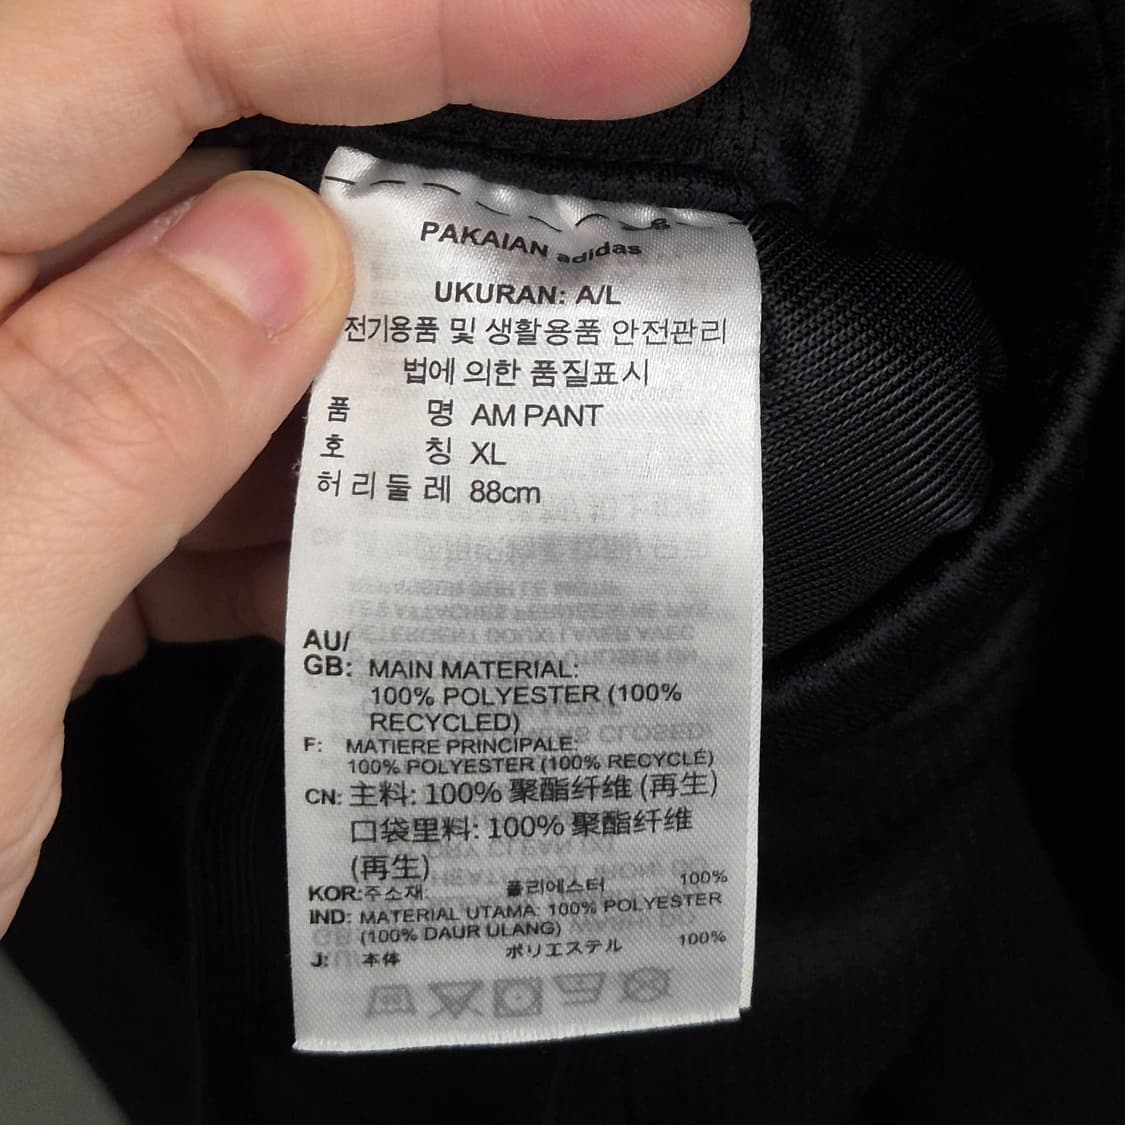 PAKAIAN adidas
UKURAN: A/L
전기용품 및 생활용품 안전관리
법에 의한 품질표시
품 명 AM PANT
호 칭 XL
허리둘레 88cm
AU/
GB: MAIN MATERIAL:
100% POLYESTER (100%
RECYCLED)
F: MATIERE PRINCIPALE:
100% POLYESTER (100% RECYCLÉ)
CN: 主料: 100% 聚酯纤维 (再生)
口袋里料: 100% 聚酯纤维
(再生)
KOR: 주소재: 폴리에스터 100%
IND: MATERIAL UTAMA: 100% POLYESTER
(100% DAUR ULANG)
J: 本体 ポリエステル 100%